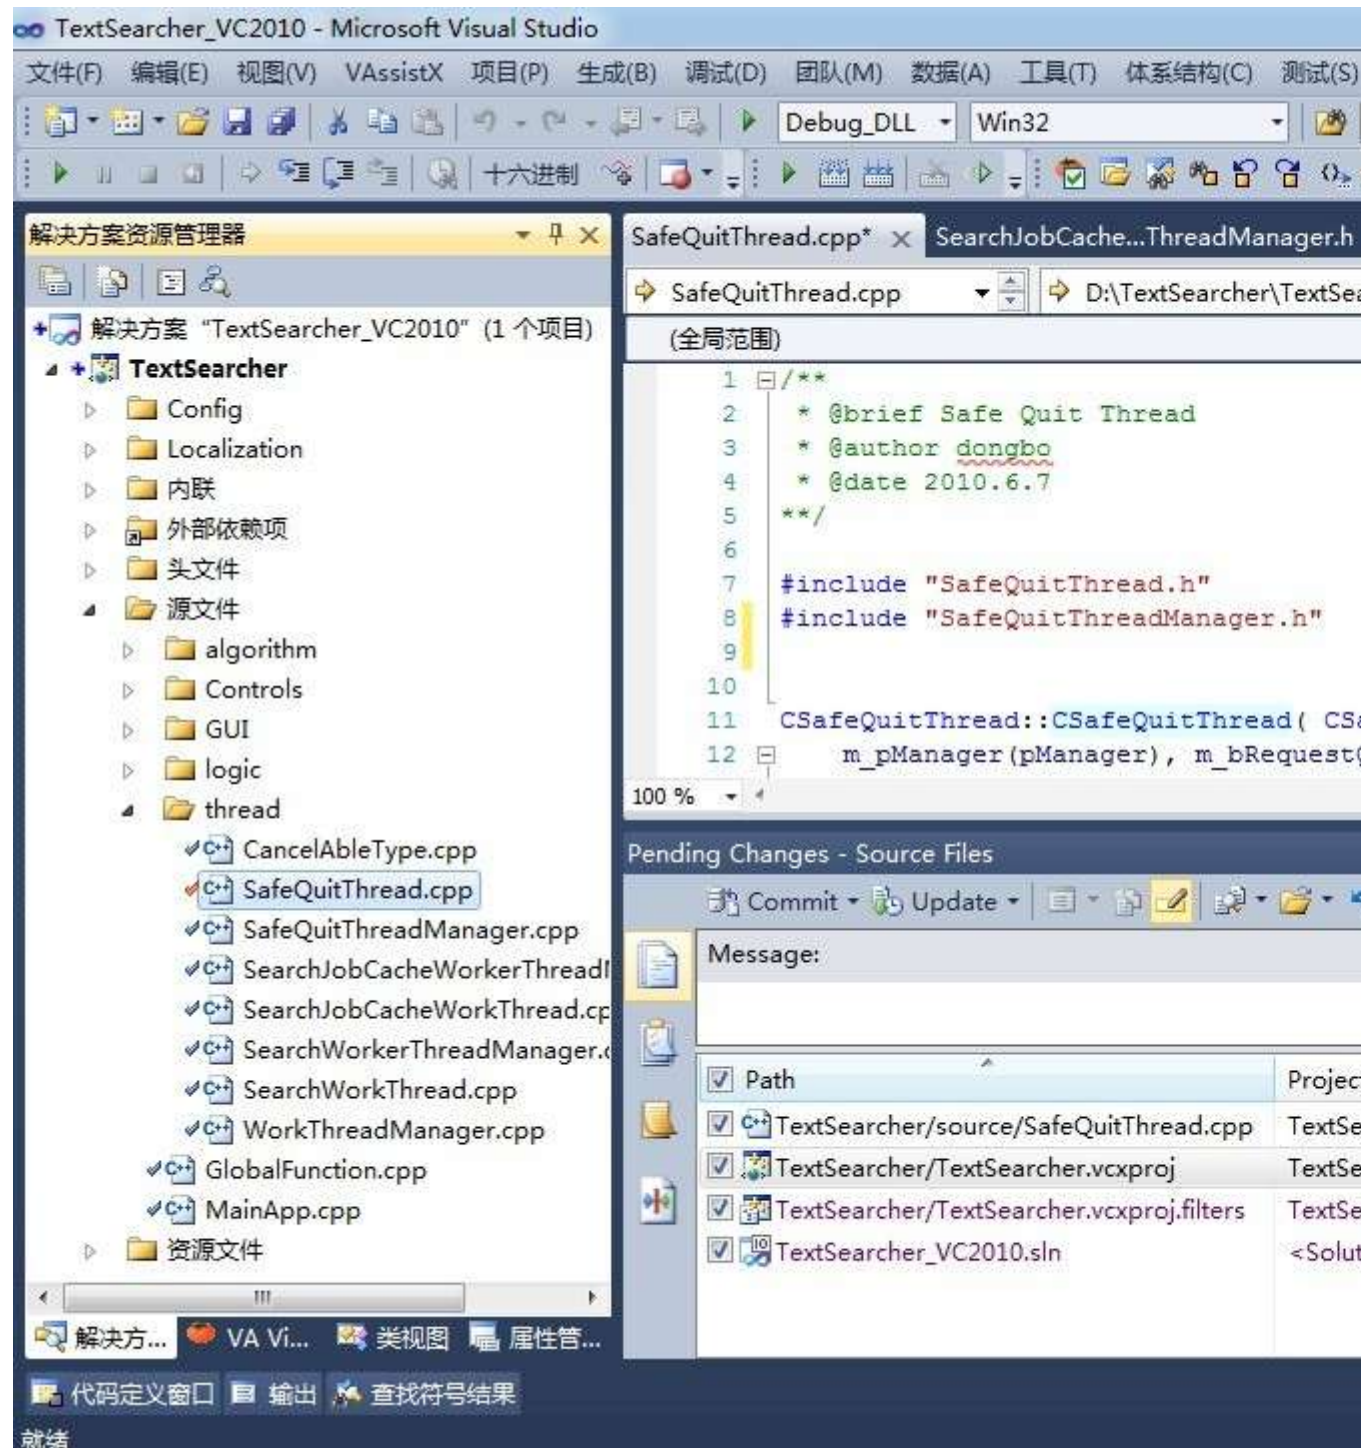 TextSearcher_VC2010 - Microsoft Visual Studio
文件(F) 编辑(E) 视图(V) VAssistX 项目(P) 生成(B) 调试(D) 团队(M) 数据(A) 工具(T) 体系结构(C) 测试(S)
Debug_DLL Win32
十六进制
解决方案资源管理器
解决方案 "TextSearcher_VC2010" (1 个项目)
TextSearcher
Config
Localization
内联
外部依赖项
头文件
源文件
algorithm
Controls
GUI
logic
thread
CancelAbleType.cpp
SafeQuitThread.cpp
SafeQuitThreadManager.cpp
SearchJobCacheWorkerThread
SearchJobCacheWorkThread.cp
SearchWorkerThreadManager.
SearchWorkThread.cpp
WorkThreadManager.cpp
GlobalFunction.cpp
MainApp.cpp
资源文件
解决方... VA Vi... 类视图 属性管...
SafeQuitThread.cpp* SearchJobCache...ThreadManager.h
SafeQuitThread.cpp D:\TextSearcher\TextSea
(全局范围)
1 /**
2 * @brief Safe Quit Thread
3 * @author dongbo
4 * @date 2010.6.7
5 **/
6
7 #include "SafeQuitThread.h"
8 #include "SafeQuitThreadManager.h"
9
10
11 CSafeQuitThread::CSafeQuitThread( CSa
12 m_pManager(pManager), m_bRequestQ
100 %
Pending Changes - Source Files
Commit Update
Message:
Path Projec
TextSearcher/source/SafeQuitThread.cpp TextSe
TextSearcher/TextSearcher.vcxproj TextSe
TextSearcher/TextSearcher.vcxproj.filters TextSe
TextSearcher_VC2010.sln <Solut
代码定义窗口 输出 查找符号结果
就绪